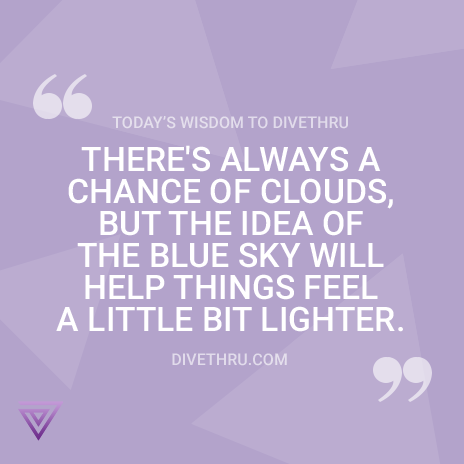 TODAY'S WISDOM TO DIVETHRU
THERE'S ALWAYS A
CHANCE OF CLOUDS,
BUT THE IDEA OF
THE BLUE SKY WILL
HELP THINGS FEEL
A LITTLE BIT LIGHTER.
DIVETHRU.COM